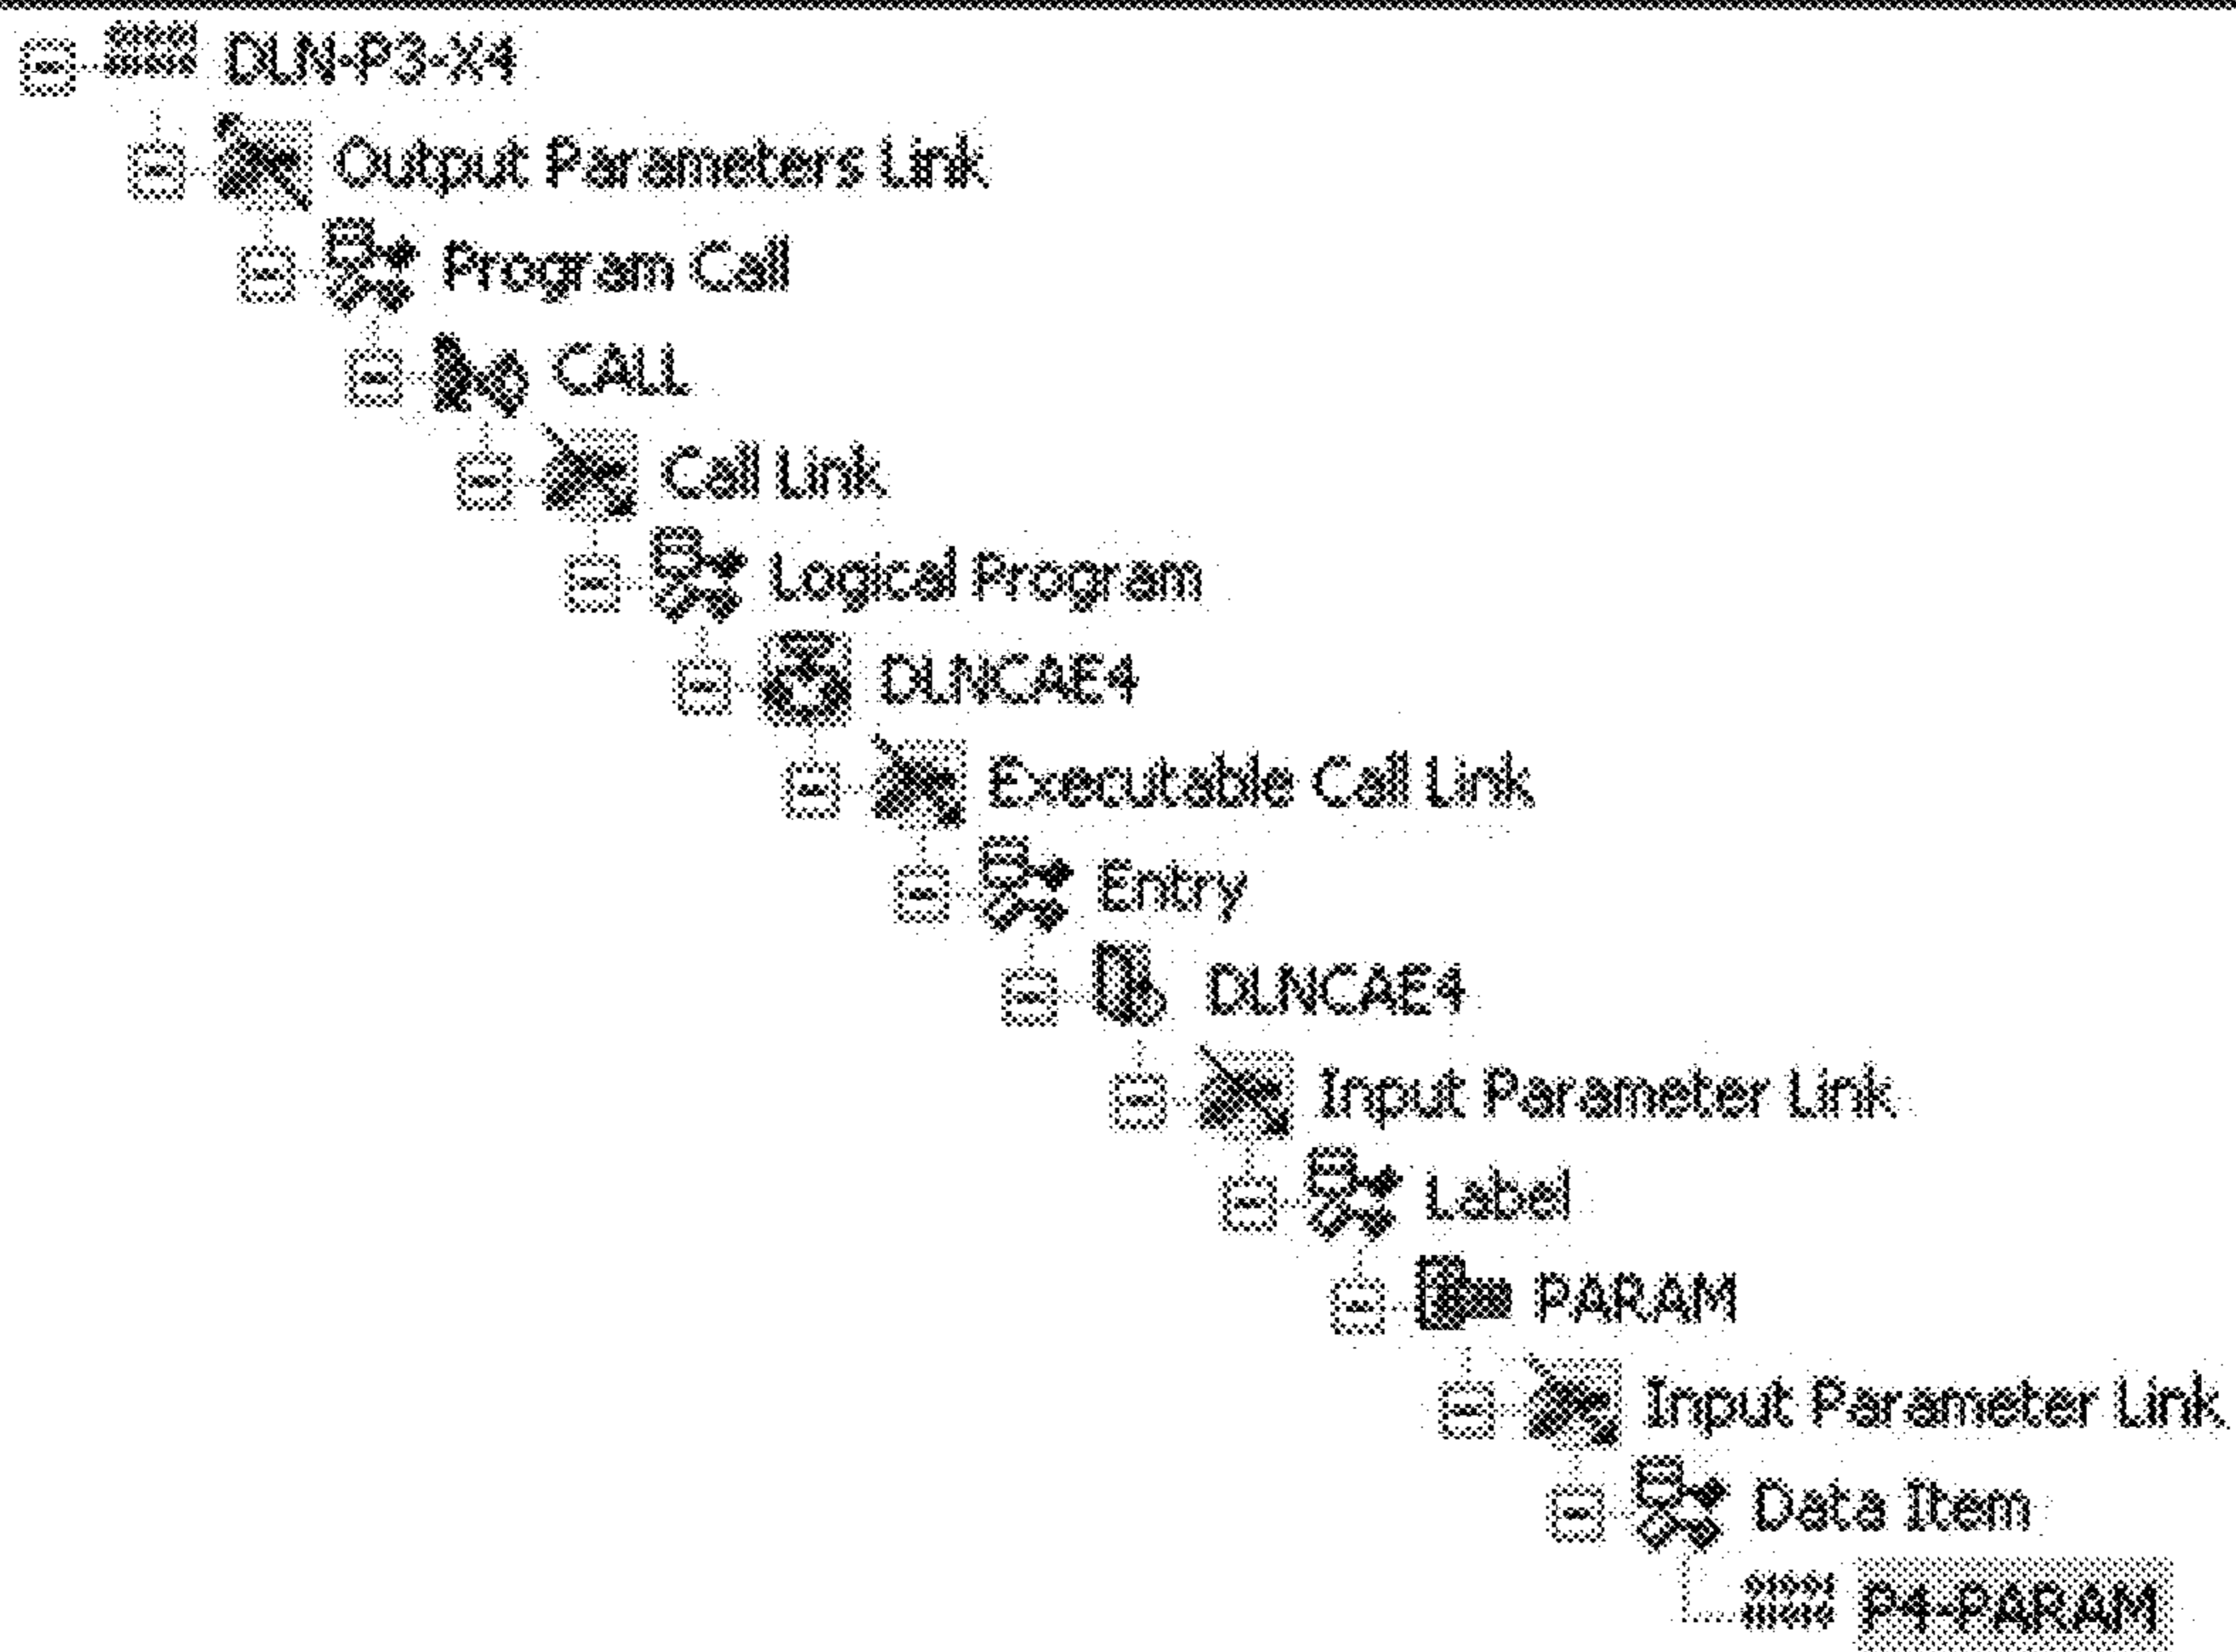 DLN-P3-X4
Output Parameters Link
Program Call
CALL
Call Link
Logical Program
DLNCAE4
Executable Call Link
Entry
DLNCAE4
Input Parameter Link
Label
PARAM
Input Parameter Link
Data Item
P4-PARAM